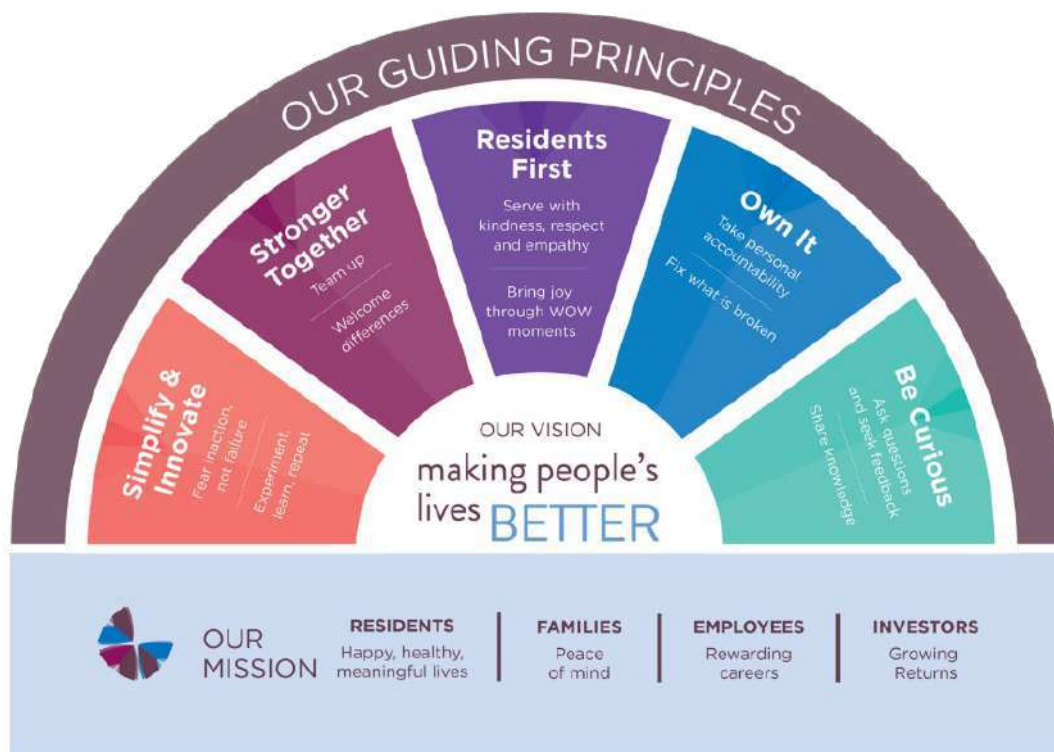 OUR GUIDING PRINCIPLES
Simplify &
Innovate
Fear inaction,
not failure
Experiment,
learn, repeat
Stronger
Together
Team up
Welcome
differences
Residents
First
Serve with
kindness, respect
and empathy
Bring joy
through WOW
moments
Own It
Take personal
accountability
Fix what is broken
Be Curious
Ask questions
and seek feedback
Share knowledge
OUR VISION
making people's
lives BETTER
OUR
MISSION
RESIDENTS
Happy, healthy,
meaningful lives
FAMILIES
Peace
of mind
EMPLOYEES
Rewarding
careers
INVESTORS
Growing
Returns